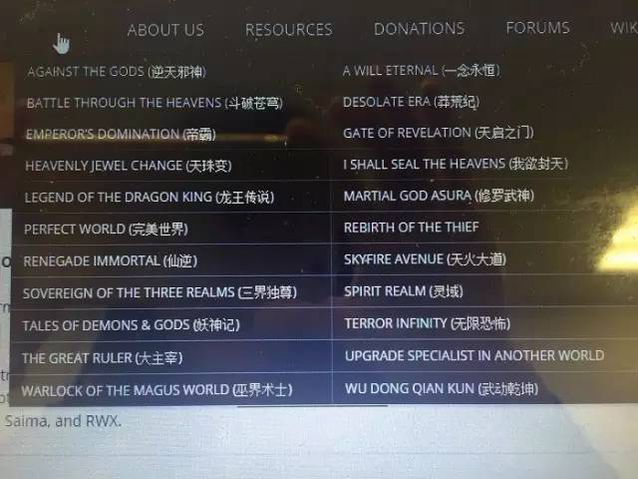 ABOUT US RESOURCES DONATIONS FORUMS WIK
AGAINST THE GODS (逆天邪神)
A WILL ETERNAL (一念永恒)
BATTLE THROUGH THE HEAVENS (斗破苍穹)
DESOLATE ERA (莽荒纪)
EMPEROR'S DOMINATION (帝霸)
GATE OF REVELATION (天启之门)
HEAVENLY JEWEL CHANGE (天珠变)
I SHALL SEAL THE HEAVENS (我欲封天)
LEGEND OF THE DRAGON KING (龙王传说)
MARTIAL GOD ASURA (修罗武神)
PERFECT WORLD (完美世界)
REBIRTH OF THE THIEF
RENEGADE IMMORTAL (仙逆)
SKYFIRE AVENUE (天火大道)
SOVEREIGN OF THE THREE REALMS (三界独尊)
SPIRIT REALM (灵域)
TALES OF DEMONS & GODS (妖神记)
TERROR INFINITY (无限恐怖)
THE GREAT RULER (大主宰)
UPGRADE SPECIALIST IN ANOTHER WORLD
WARLOCK OF THE MAGUS WORLD (巫界术士)
WU DONG QIAN KUN (武动乾坤)
Saima, and RWX.